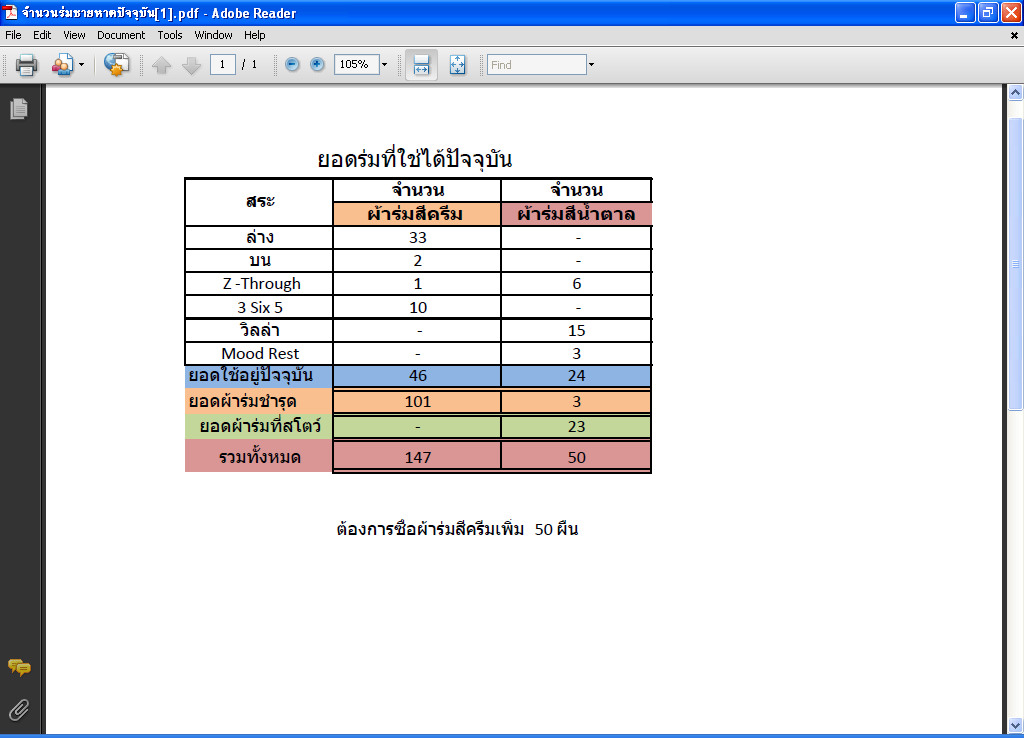 จำนวนร่มชายหาดปัจจุบัน[1].pdf - Adobe Reader
File Edit View Document Tools Window Help
1 / 1 105% Find
ยอดร่มที่ใช่ได้ปัจจุบัน
สระ จำนวน จำนวน
ผ้าร่มสีครีม ผ้าร่มสีน้ำตาล
ล่าง 33 -
บน 2 -
Z -Through 1 6
3 Six 5 10 -
วิลล่า - 15
Mood Rest - 3
ยอดใช้อยู่ปัจจุบัน 46 24
ยอดผ้าร่มชำรุด 101 3
ยอดผ้าร่มที่สโตว์ - 23
รวมทั้งหมด 147 50
ต้องการซื้อผ้าร่มสีครีมเพิ่ม 50 ผืน